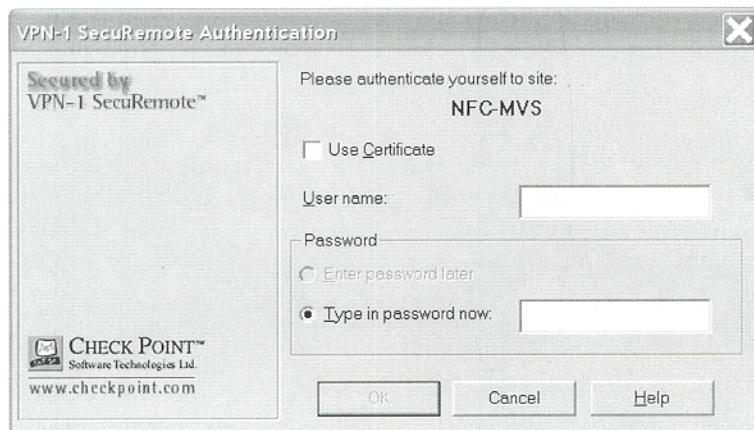 VPN-1 SecuRemote Authentication
Secured by
VPN-1 SecuRemote™
CHECK POINT™
Software Technologies Ltd.
www.checkpoint.com
Please authenticate yourself to site:
NFC-MVS
Use Certificate
User name:
Password
Enter password later
Type in password now:
OK
Cancel
Help